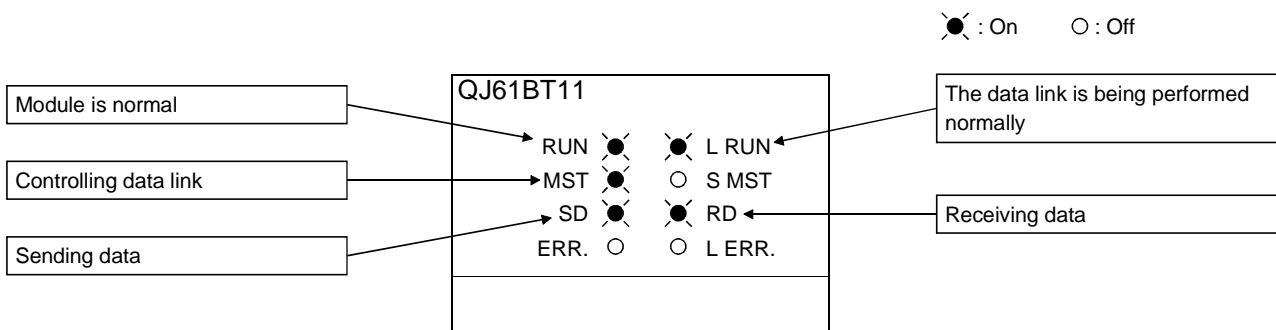 : On : Off
QJ61BT11
Module is normal
The data link is being performed
normally
RUN L RUN
Controlling data link
MST S MST
SD RD
Receiving data
Sending data
ERR. L ERR.